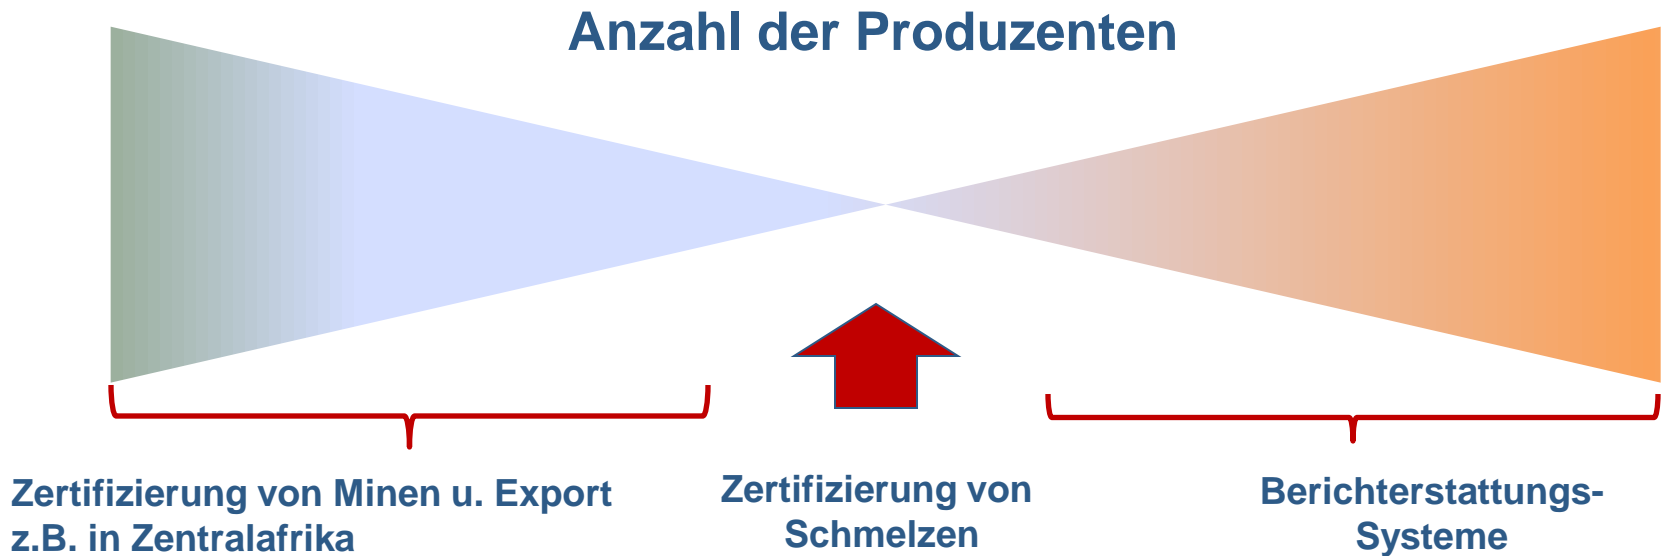 Anzahl der Produzenten
Zertifizierung von Minen u. Export
z.B. in Zentralafrika
Zertifizierung von
Schmelzen
Berichterstattungs-
Systeme